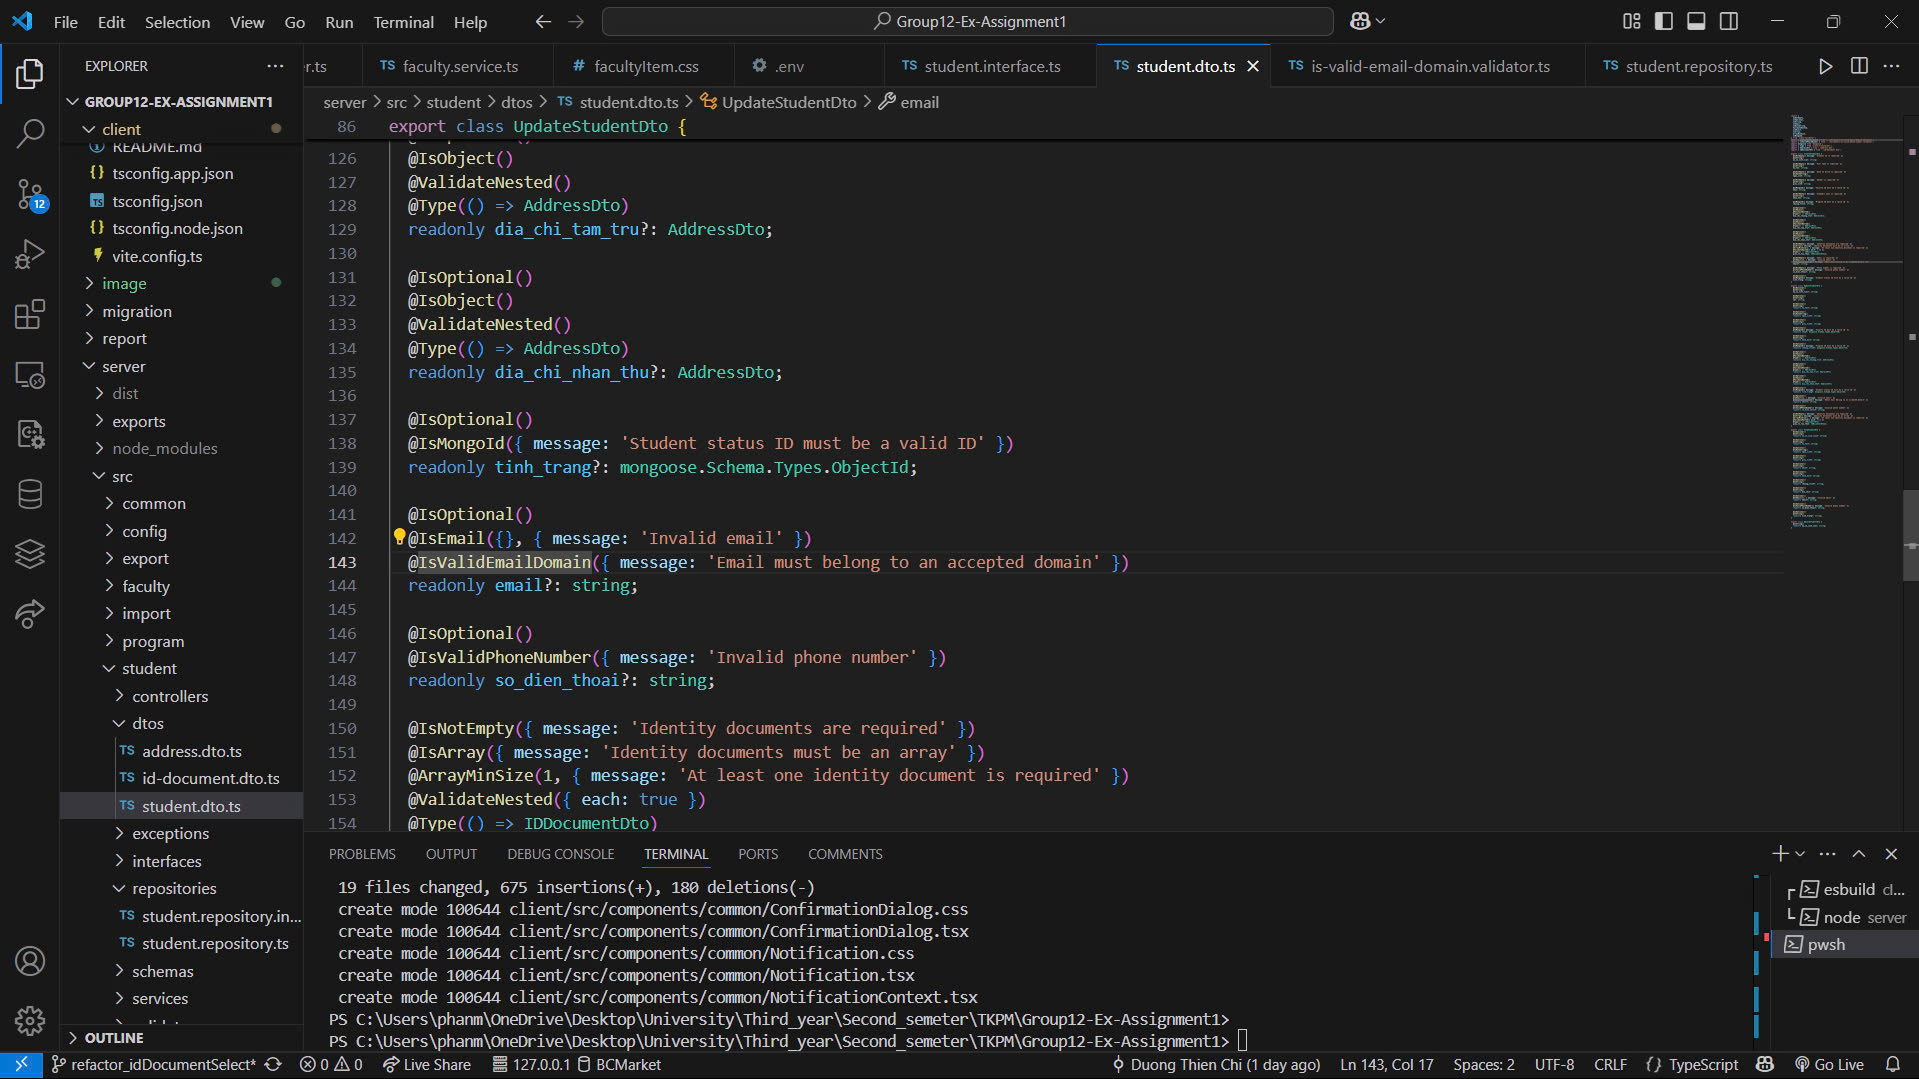 File Edit Selection View Go Run Terminal Help
Group12-Ex-Assignment1
EXPLORER
GROUP12-EX-ASSIGNMENT1
client
README.md
tsconfig.app.json
tsconfig.json
tsconfig.node.json
vite.config.ts
image
migration
report
server
dist
exports
node_modules
src
common
config
export
faculty
import
program
student
controllers
dtos
address.dto.ts
id-document.dto.ts
student.dto.ts
exceptions
interfaces
repositories
student.repository.in...
student.repository.ts
schemas
services
OUTLINE
12
r.ts
TS faculty.service.ts
# factoryItem.css
.env
TS student.interface.ts
TS student.dto.ts
TS is-valid-email-domain.validator.ts
TS student.repository.ts
server > src > student > dtos > TS student.dto.ts > UpdateStudentDto > email
86 export class UpdateStudentDto {
126 @IsObject()
127 @ValidateNested()
128 @Type(() => AddressDto)
129 readonly dia_chi_tam_tru?: AddressDto;
130
131 @IsOptional()
132 @IsObject()
133 @ValidateNested()
134 @Type(() => AddressDto)
135 readonly dia_chi_nhan_thu?: AddressDto;
136
137 @IsOptional()
138 @IsMongoId({ message: 'Student status ID must be a valid ID' })
139 readonly tinh_trang?: mongoose.Schema.Types.ObjectId;
140
141 @IsOptional()
142 @IsEmail({}, { message: 'Invalid email' })
143 @IsValidEmailDomain({ message: 'Email must belong to an accepted domain' })
144 readonly email?: string;
145
146 @IsOptional()
147 @IsValidPhoneNumber({ message: 'Invalid phone number' })
148 readonly so_dien_thoai?: string;
149
150 @IsNotEmpty({ message: 'Identity documents are required' })
151 @IsArray({ message: 'Identity documents must be an array' })
152 @ArrayMinSize(1, { message: 'At least one identity document is required' })
153 @ValidateNested({ each: true })
154 @Type(() => IDDocumentDto)
PROBLEMS OUTPUT DEBUG CONSOLE TERMINAL PORTS COMMENTS
19 files changed, 675 insertions(+), 180 deletions(-)
create mode 100644 client/src/components/common/ConfirmationDialog.css
create mode 100644 client/src/components/common/ConfirmationDialog.tsx
create mode 100644 client/src/components/common/Notification.css
create mode 100644 client/src/components/common/Notification.tsx
create mode 100644 client/src/components/common/NotificationContext.tsx
PS C:\Users\phanm\OneDrive\Desktop\University\Third_year\Second_semeter\TKPM\Group12-Ex-Assignment1>
PS C:\Users\phanm\OneDrive\Desktop\University\Third_year\Second_semeter\TKPM\Group12-Ex-Assignment1>
esbuild cl...
node server
pwsh
refactor_idDocumentSelect* 0 0 Live Share 127.0.0.1 BCMarket Duong Thien Chi (1 day ago) Ln 143, Col 17 Spaces: 2 UTF-8 CRLF {} TypeScript Go Live